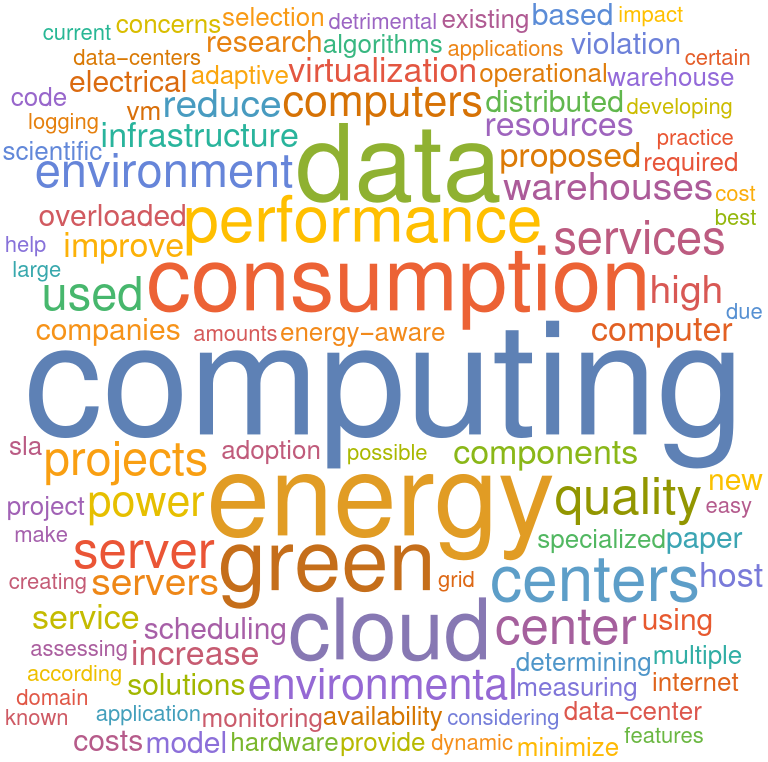 current concerns selection detrimental existing based impact
data-centers research algorithms applications violation certain
electrical adaptive virtualization operational warehouse
code vm reduce computers distributed developing
logging infrastructure resources practice
scientific environment data proposed required
warehouses cost
overloaded performance best
help improve services
large used consumption high due
companies amounts energy-aware computer
computing
sla projects adoption possible components
project power energy quality new easy
make server specialized paper
creating servers green grid centers host
service scheduling cloud center using
assessing increase determining multiple
according solutions environmental measuring internet
domain
known application monitoring availability considering data-center
costs model hardware provide dynamic minimize features